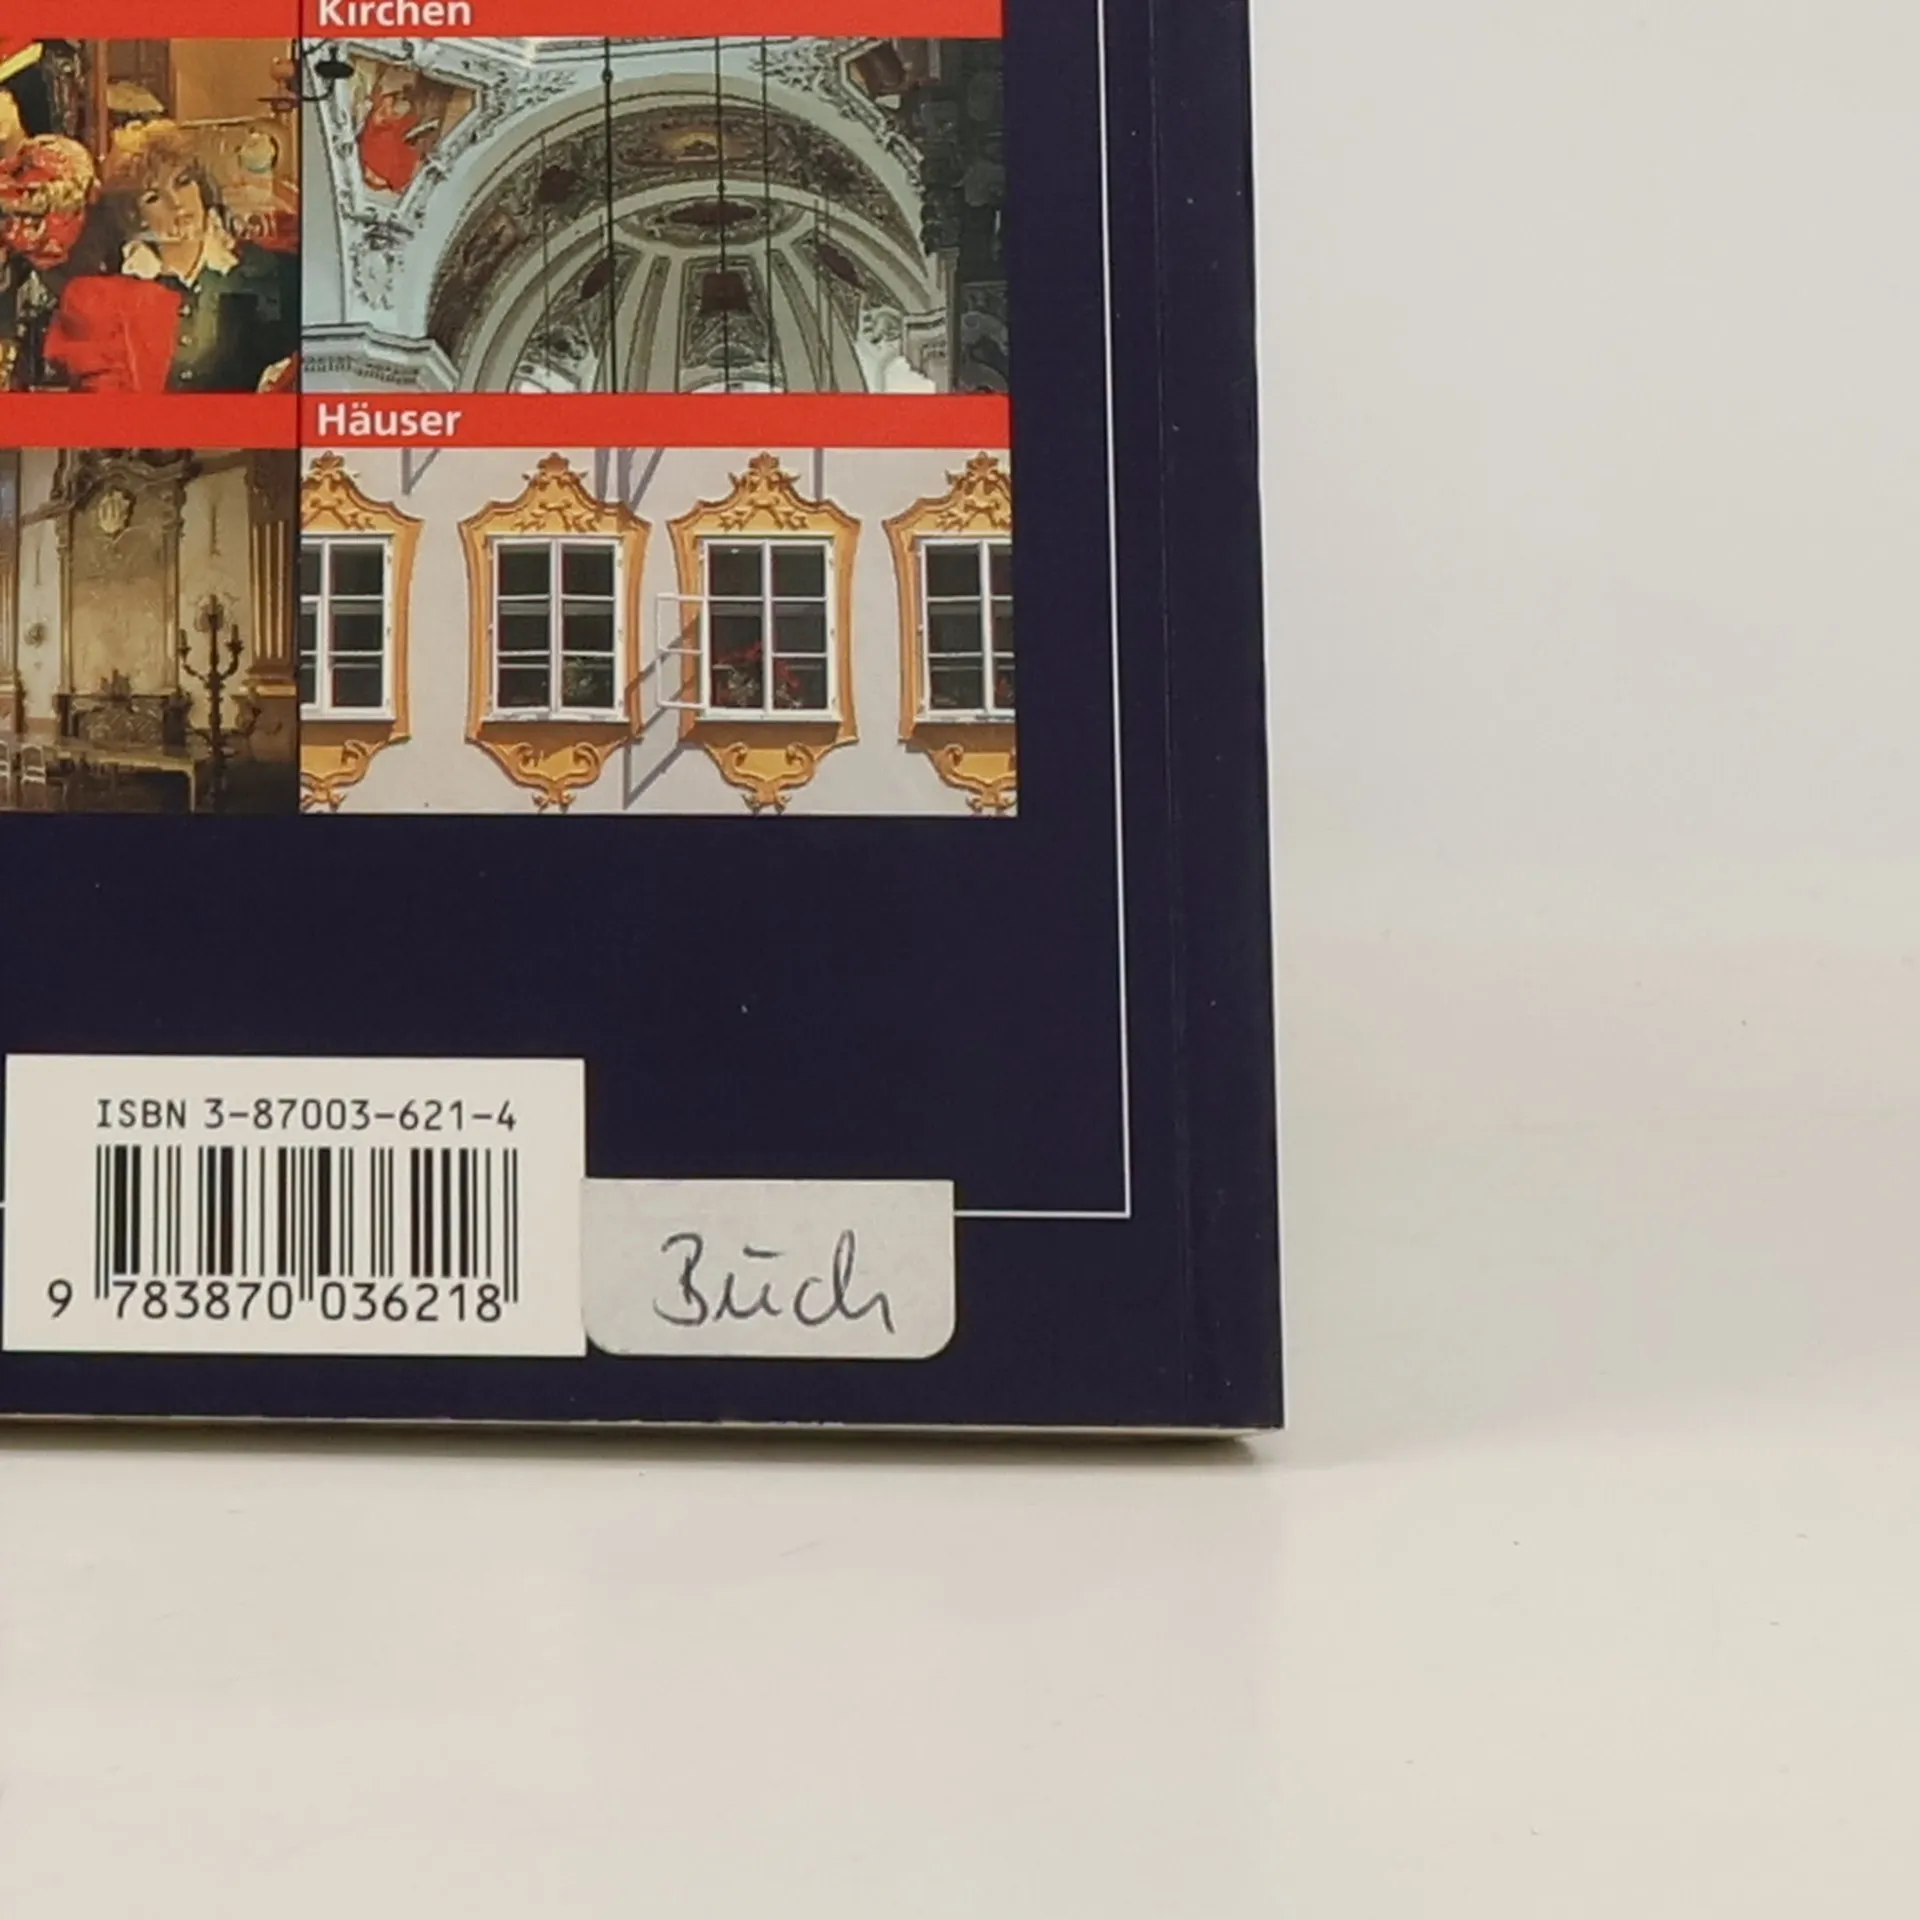 Kirchen
Häuser
ISBN 3-87003-621-4
9 783870 036218
Buch